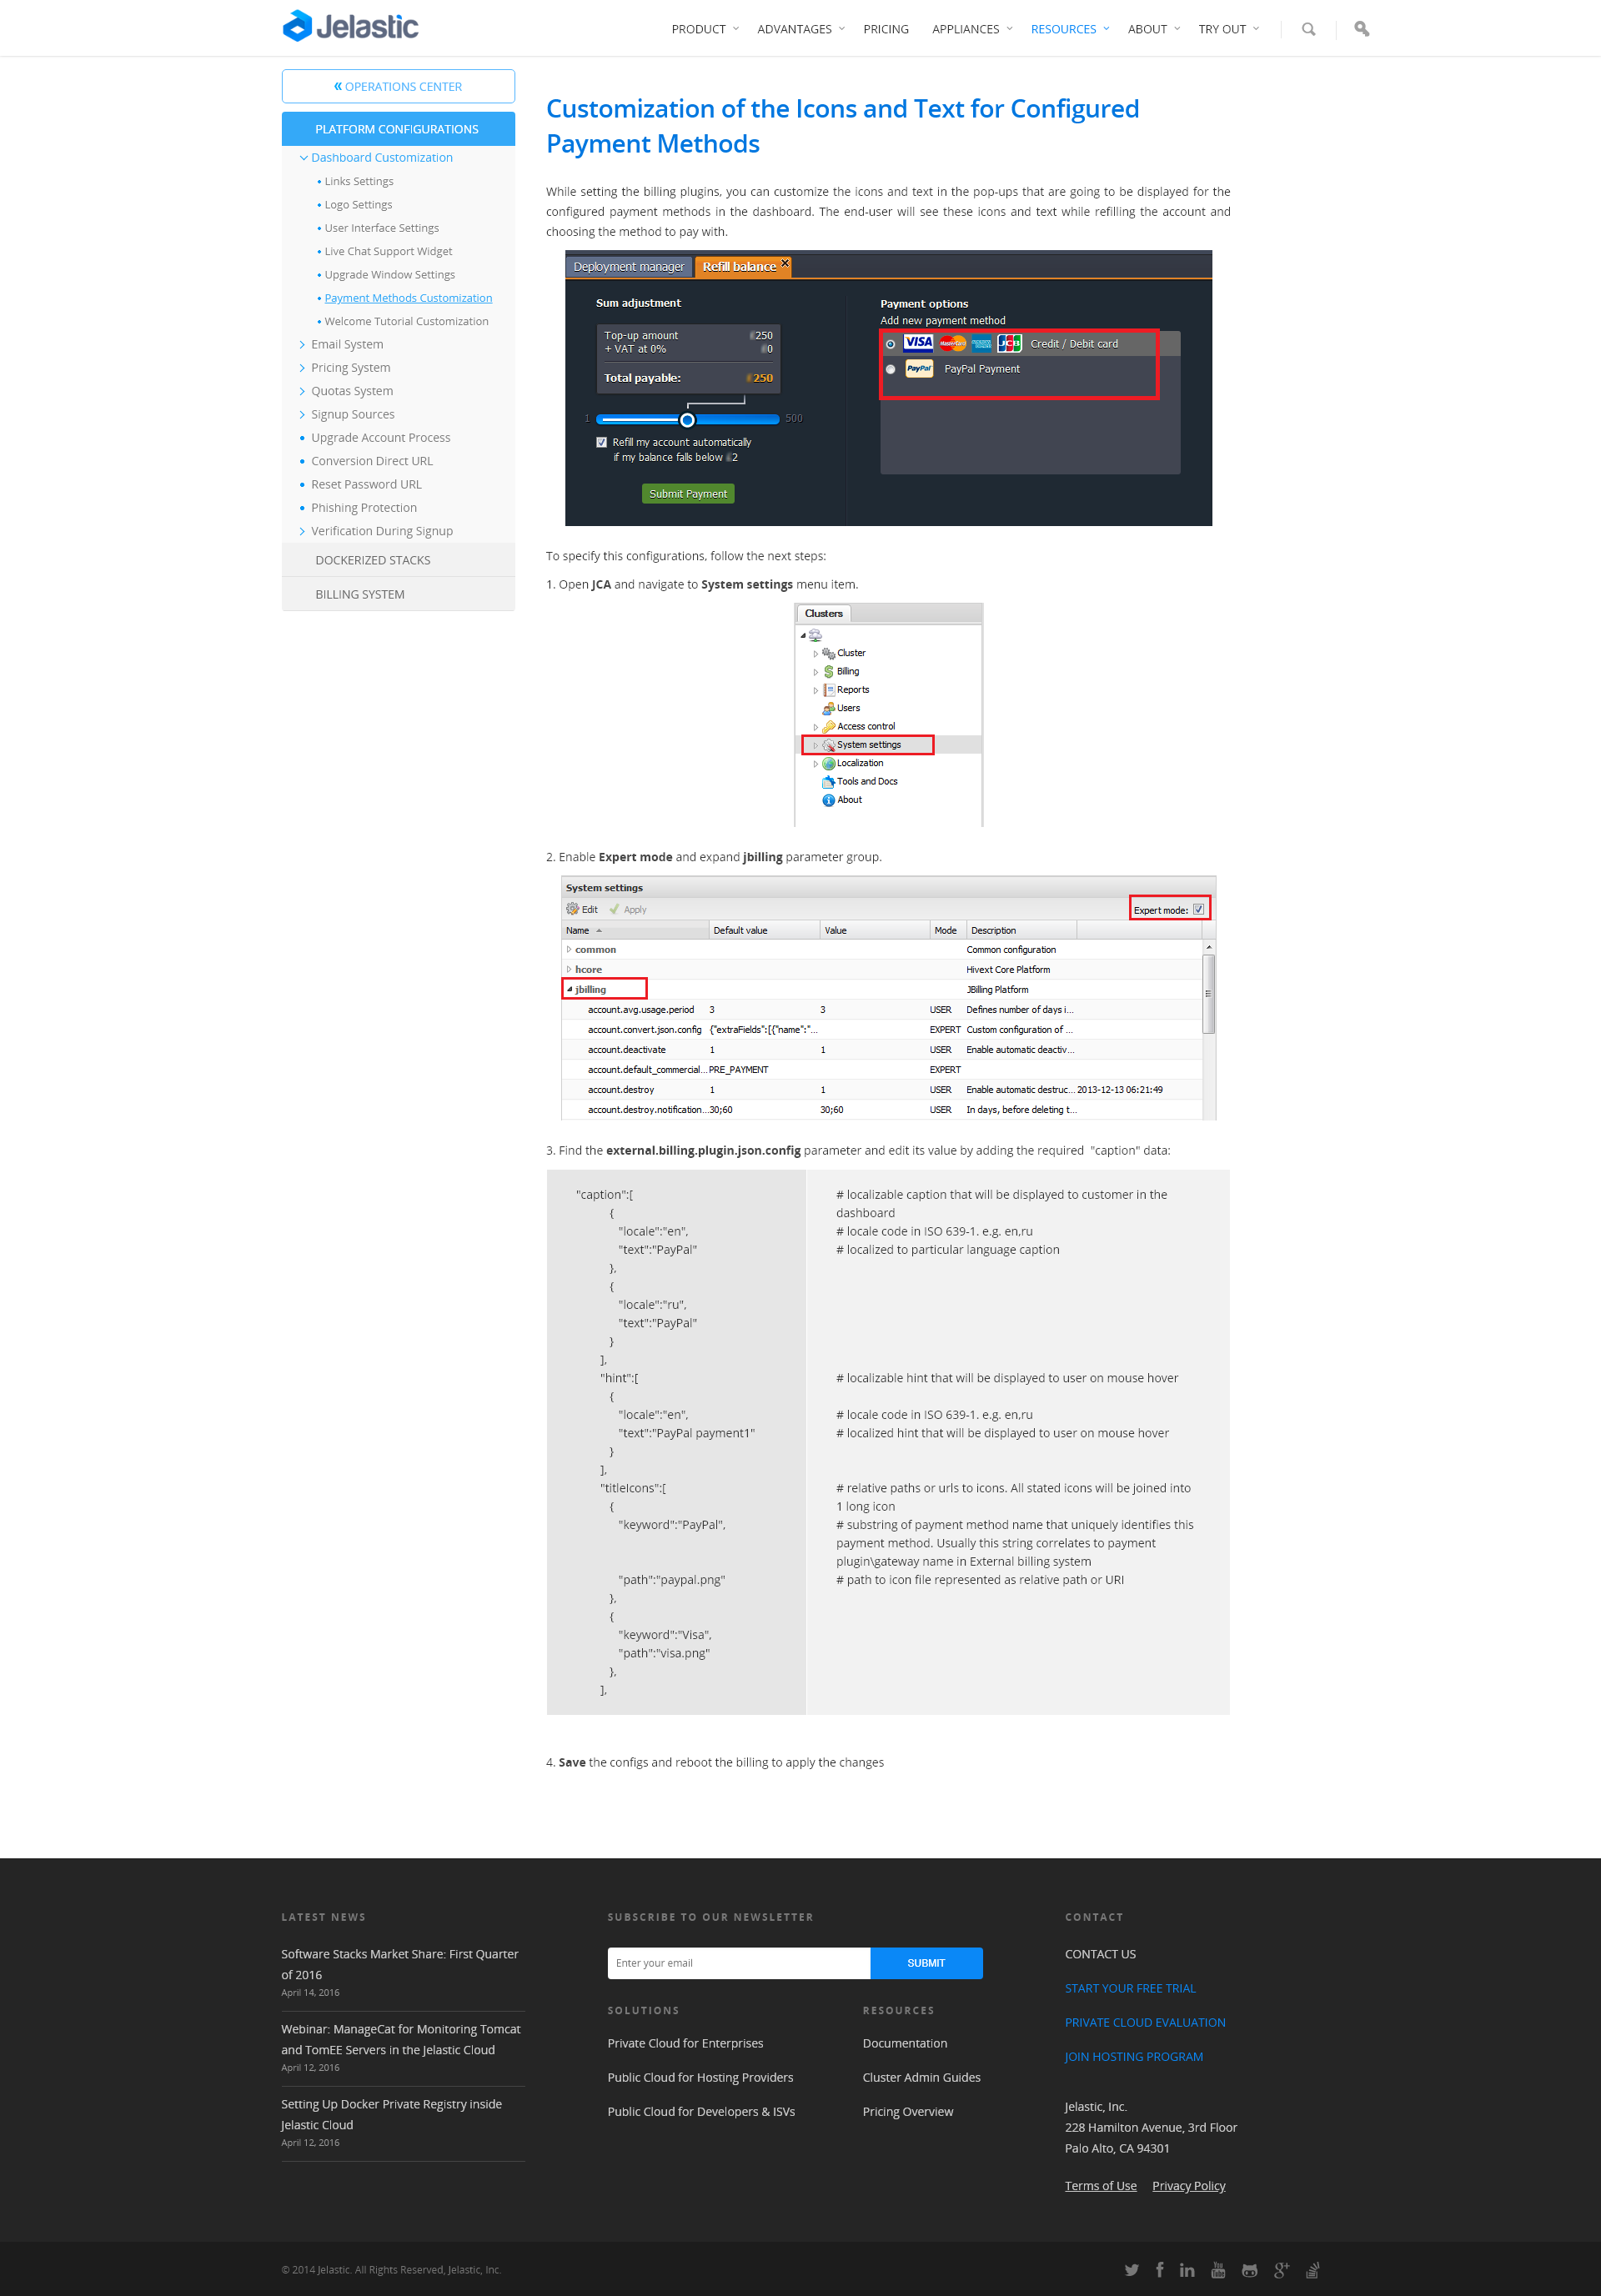 Jelastic
PRODUCT ADVANTAGES PRICING APPLIANCES RESOURCES ABOUT TRY OUT
« OPERATIONS CENTER
PLATFORM CONFIGURATIONS
Dashboard Customization
Links Settings
Logo Settings
User Interface Settings
Live Chat Support Widget
Upgrade Window Settings
Payment Methods Customization
Welcome Tutorial Customization
Email System
Pricing System
Quotas System
Signup Sources
Upgrade Account Process
Conversion Direct URL
Reset Password URL
Phishing Protection
Verification During Signup
DOCKERIZED STACKS
BILLING SYSTEM
Customization of the Icons and Text for Configured
Payment Methods
While setting the billing plugins, you can customize the icons and text in the pop-ups that are going to be displayed for the
configured payment methods in the dashboard. The end-user will see these icons and text while refilling the account and
choosing the method to pay with.
Deployment manager Refill balance
Sum adjustment
Top-up amount 250
+ VAT at 0% 0
Total payable: 250
1 500
Refill my account automatically
if my balance falls below 2
Submit Payment
Payment options
Add new payment method
VISA MasterCard JCB Credit / Debit card
PayPal PayPal Payment
To specify this configurations, follow the next steps:
1. Open JCA and navigate to System settings menu item.
Clusters
Cluster
Billing
Reports
Users
Access control
System settings
Localization
Tools and Docs
About
2. Enable Expert mode and expand jbilling parameter group.
System settings
Edit Apply Expert mode:
Name Default value Value Mode Description
common Common configuration
hcore Hivext Core Platform
jbilling JBilling Platform
account.avg.usage.period 3 3 USER Defines number of days i...
account.convert.json.config {"extraFields":[{"name":"... EXPERT Custom configuration of ...
account.deactivate 1 1 USER Enable automatic deactiv...
account.default_commercial... PRE_PAYMENT EXPERT
account.destroy 1 1 USER Enable automatic destruc... 2013-12-13 06:21:49
account.destroy.notification... 30;60 30;60 USER In days, before deleting t...
3. Find the external.billing.plugin.json.config parameter and edit its value by adding the required "caption" data:
"caption":[ # localizable caption that will be displayed to customer in the
{ dashboard
"locale":"en", # locale code in ISO 639-1. e.g. en,ru
"text":"PayPal" # localized to particular language caption
},
{
"locale":"ru",
"text":"PayPal"
}
],
"hint":[ # localizable hint that will be displayed to user on mouse hover
{
"locale":"en", # locale code in ISO 639-1. e.g. en,ru
"text":"PayPal payment1" # localized hint that will be displayed to user on mouse hover
}
],
"titleIcons":[ # relative paths or urls to icons. All stated icons will be joined into
{ 1 long icon
"keyword":"PayPal", # substring of payment method name that uniquely identifies this
payment method. Usually this string correlates to payment
plugin\gateway name in External billing system
"path":"paypal.png" # path to icon file represented as relative path or URI
},
{
"keyword":"Visa",
"path":"visa.png"
},
],
4. Save the configs and reboot the billing to apply the changes
LATEST NEWS
Software Stacks Market Share: First Quarter
of 2016
April 14, 2016
Webinar: ManageCat for Monitoring Tomcat
and TomEE Servers in the Jelastic Cloud
April 12, 2016
Setting Up Docker Private Registry inside
Jelastic Cloud
April 12, 2016
SUBSCRIBE TO OUR NEWSLETTER
Enter your email SUBMIT
SOLUTIONS
Private Cloud for Enterprises
Public Cloud for Hosting Providers
Public Cloud for Developers & ISVs
RESOURCES
Documentation
Cluster Admin Guides
Pricing Overview
CONTACT
CONTACT US
START YOUR FREE TRIAL
PRIVATE CLOUD EVALUATION
JOIN HOSTING PROGRAM
Jelastic, Inc.
228 Hamilton Avenue, 3rd Floor
Palo Alto, CA 94301
Terms of Use Privacy Policy
© 2014 Jelastic. All Rights Reserved, Jelastic, Inc.